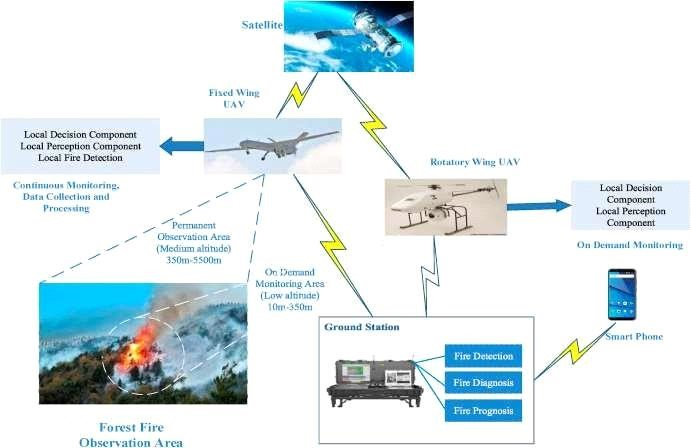 Satellite
Fixed Wing
UAV
Local Decision Component
Local Perception Component
Local Fire Detection
Continuous Monitoring,
Data Collection and
Processing
Rotatory Wing UAV
Local Decision
Component
Local Perception
Component
On Demand Monitoring
Permanent
Observation Area
(Medium altitude)
350m-5500m
On Demand
Monitoring Area
(Low altitude)
10m-350m
Smart Phone
Ground Station
Fire Detection
Fire Diagnosis
Fire Prognosis
Forest Fire
Observation Area